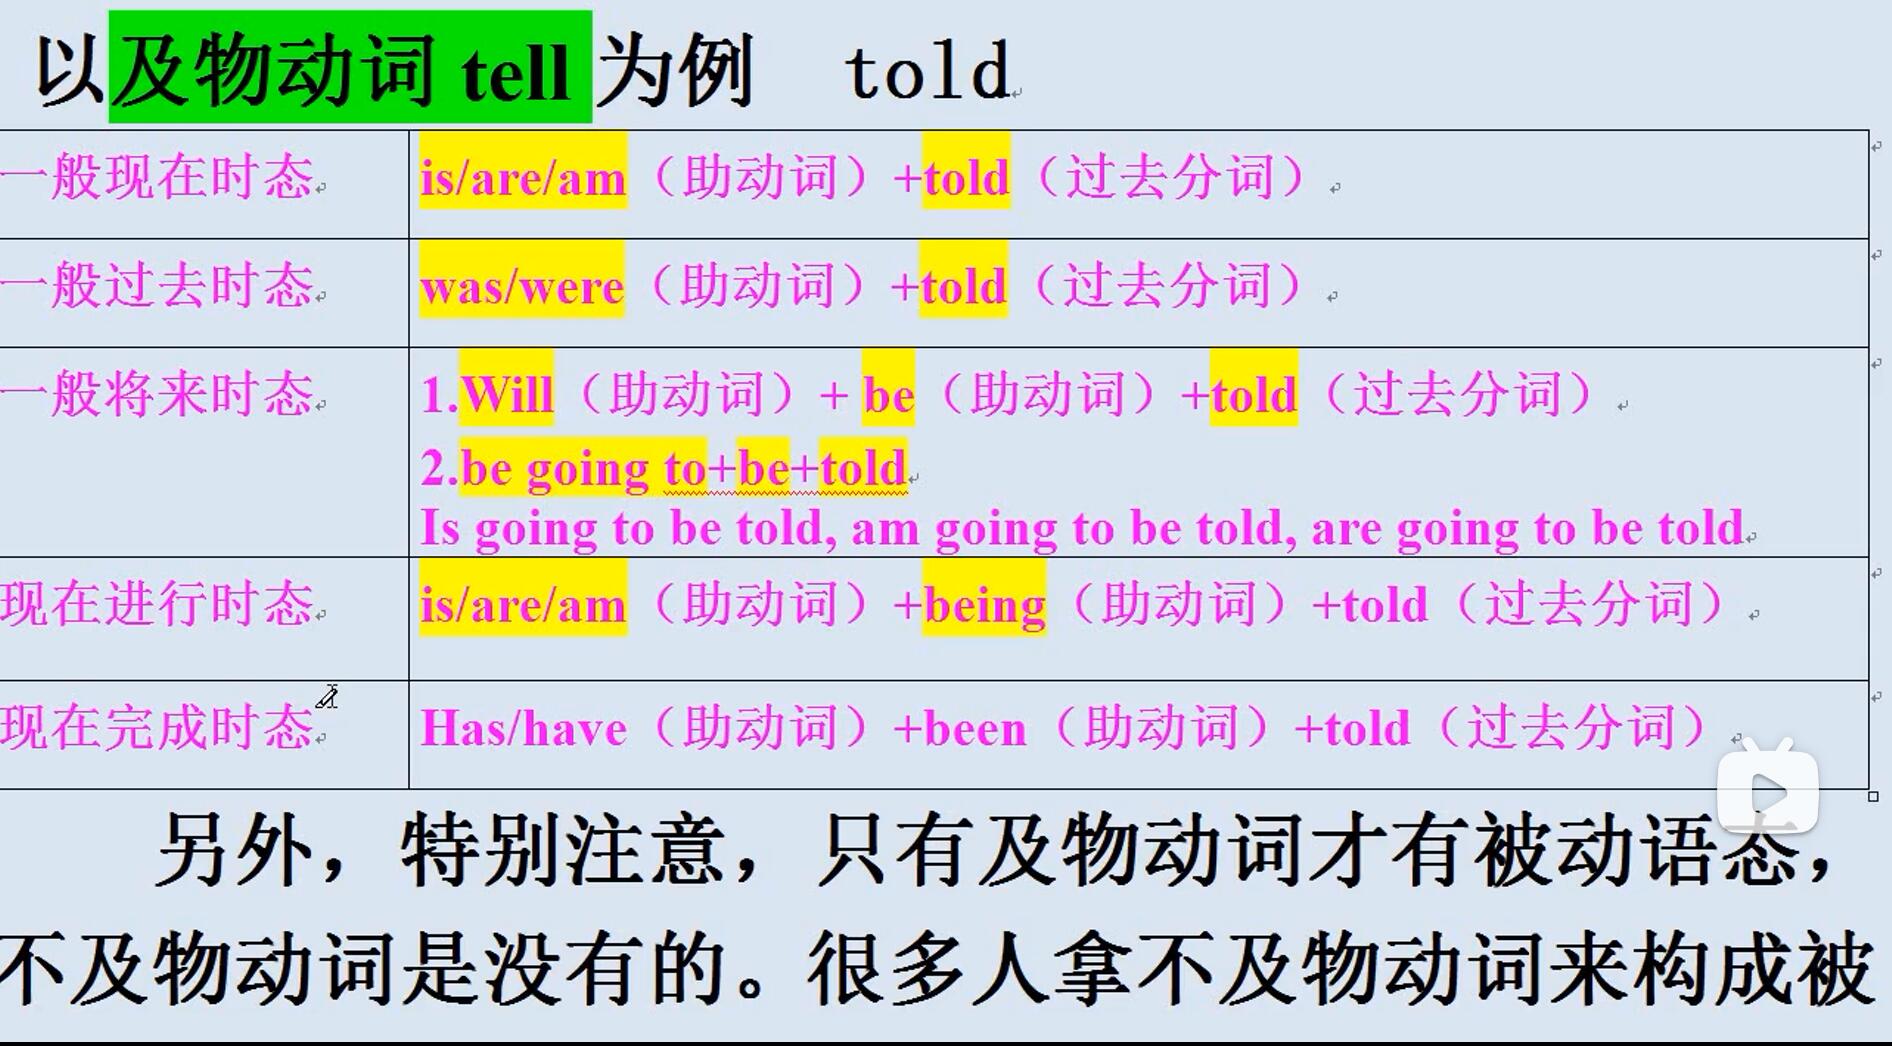 以及物动词 tell 为例 told
一般现在时态 is/are/am（助动词）+told（过去分词）
一般过去时态 was/were（助动词）+told（过去分词）
一般将来时态 1.Will（助动词）+ be（助动词）+told（过去分词）
2.be going to+be+told
Is going to be told, am going to be told, are going to be told
现在进行时态 is/are/am（助动词）+being（助动词）+told（过去分词）
现在完成时态 Has/have（助动词）+been（助动词）+told（过去分词）
另外，特别注意，只有及物动词才有被动语态，
不及物动词是没有的。很多人拿不及物动词来构成被